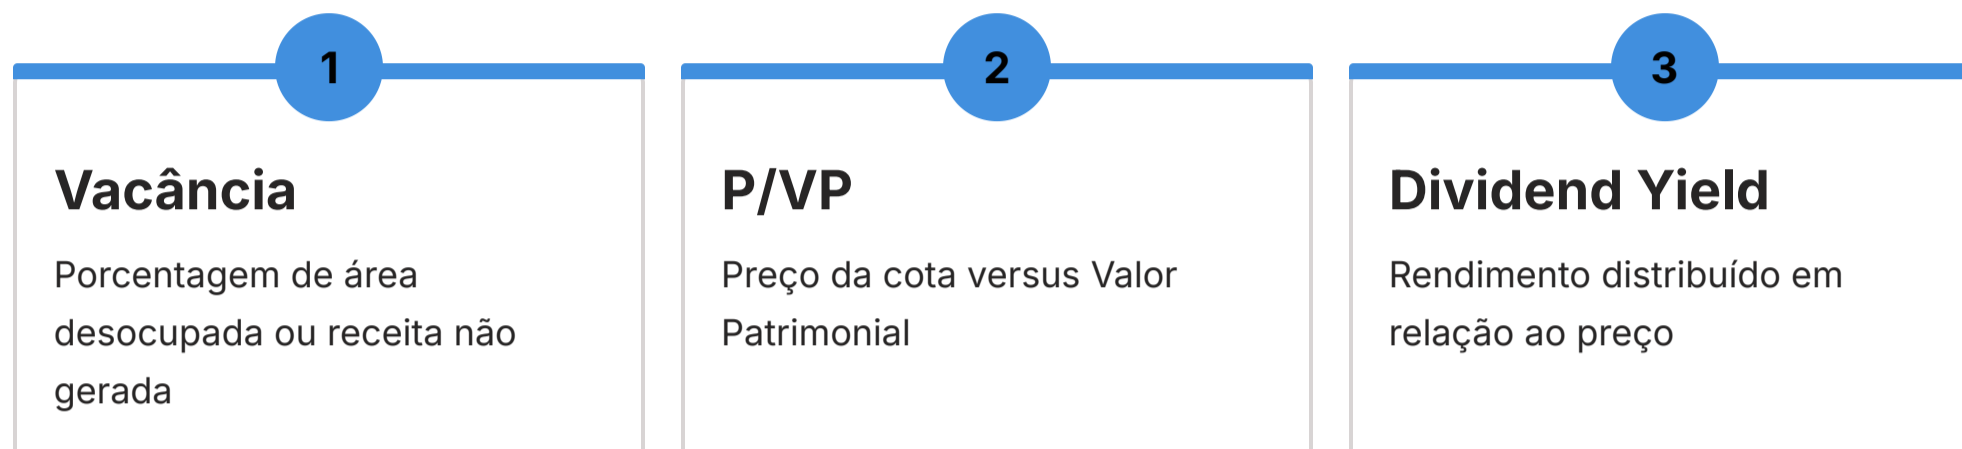 1
Vacância
Porcentagem de área
desocupada ou receita não
gerada
2
P/VP
Preço da cota versus Valor
Patrimonial
3
Dividend Yield
Rendimento distribuído em
relação ao preço